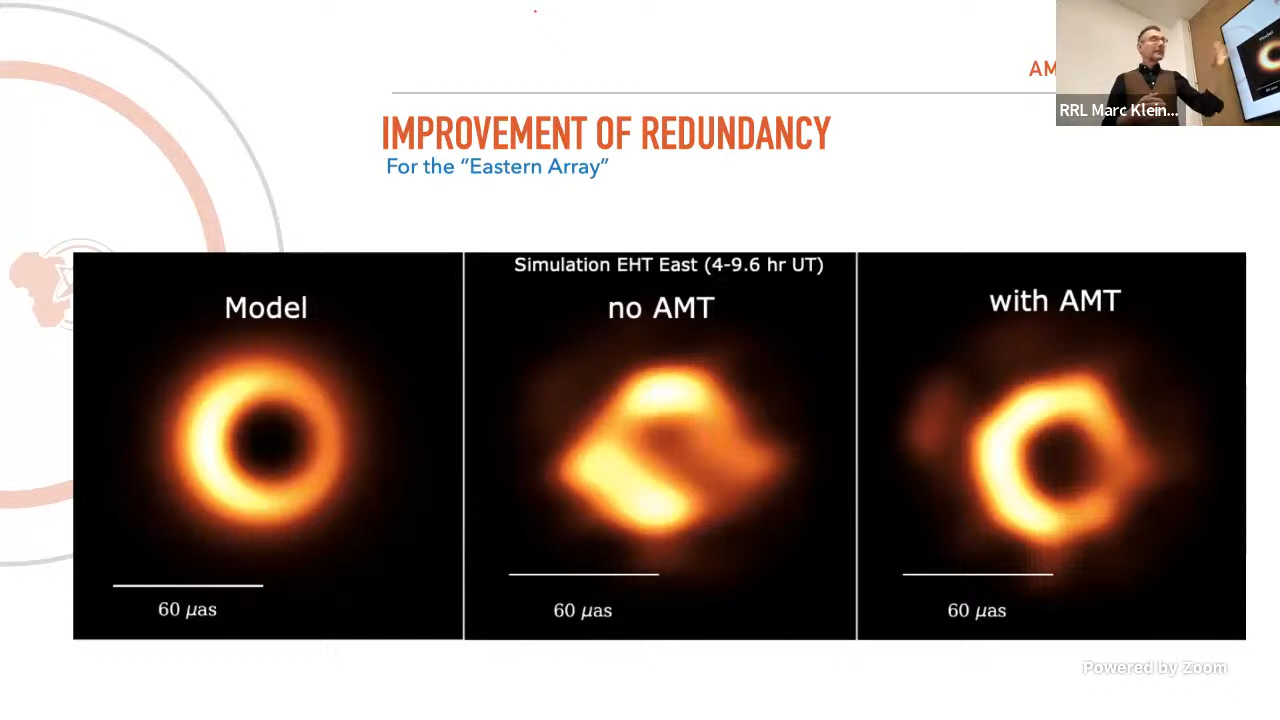 AM
RRL Marc Klein...
IMPROVEMENT OF REDUNDANCY
For the “Eastern Array”
Simulation EHT East (4-9.6 hr UT)
Model
no AMT
with AMT
60 μas
60 μas
60 μas
Powered by Zoom